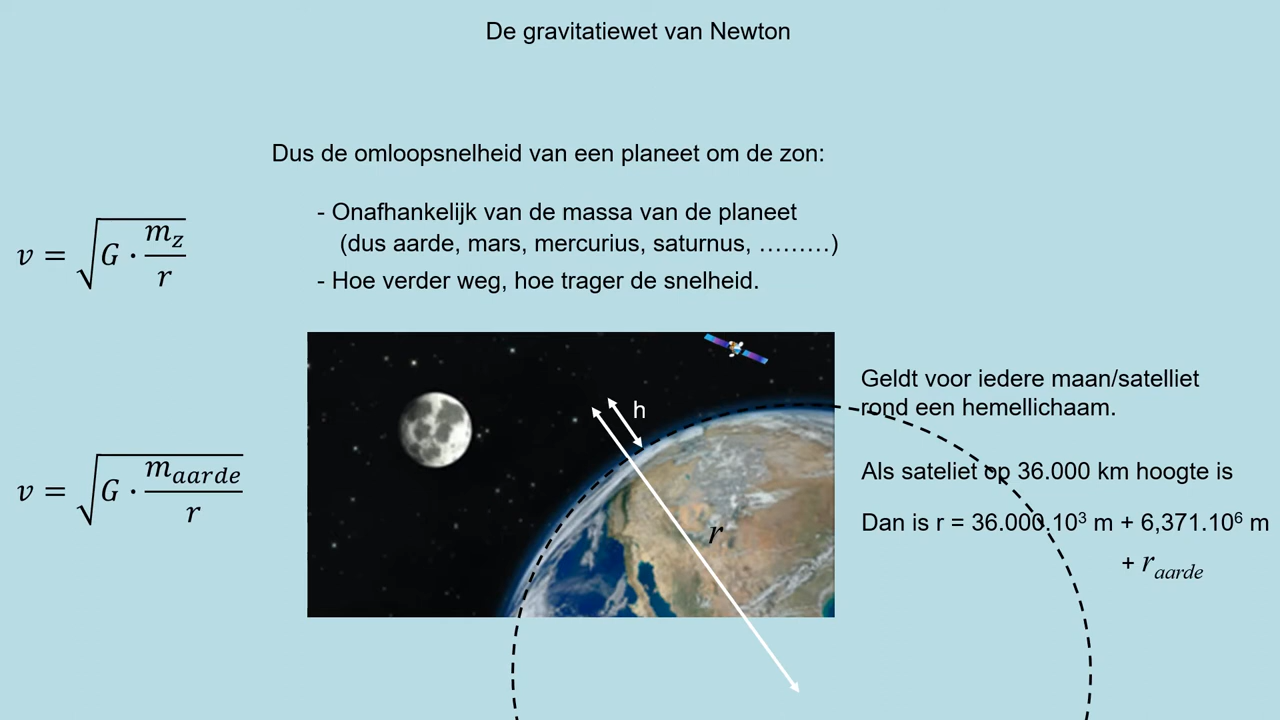 De gravitatiewet van Newton
Dus de omloopsnelheid van een planeet om de zon:
- Onafhankelijk van de massa van de planeet
(dus aarde, mars, mercurius, saturnus, ………)
- Hoe verder weg, hoe trager de snelheid.
v = √(G · m_z / r)
h
r
Geldt voor iedere maan/satelliet
rond een hemellichaam.
v = √(G · m_aarde / r)
Als sateliet op 36.000 km hoogte is
Dan is r = 36.000.10³ m + 6,371.10⁶ m
+ r_aarde